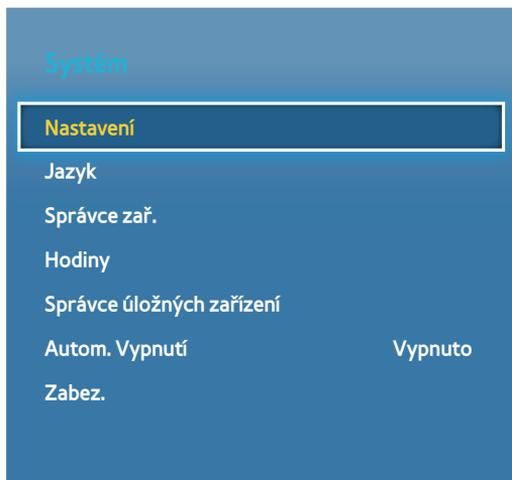 Systém
Nastavení
Jazyk
Správce zař.
Hodiny
Správce úložných zařízení
Autom. Vypnutí Vypnuto
Zabez.